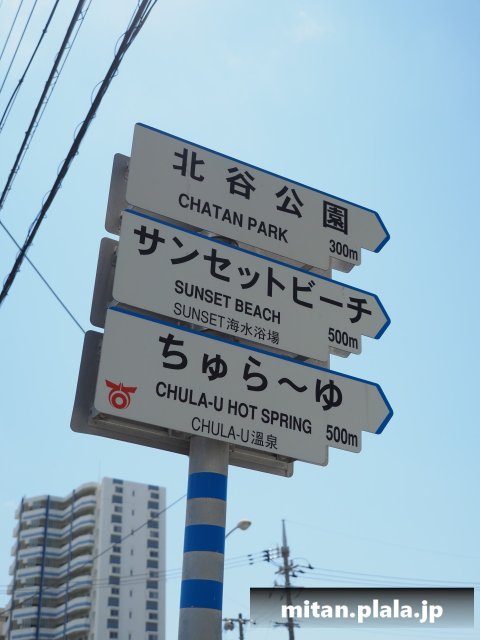 北谷公園
CHATAN PARK
300m
サンセットビーチ
SUNSET BEACH
SUNSET海水浴場
500m
ちゅら～ゆ
CHULA-U HOT SPRING
CHULA-U溫泉
500m
mitan.plala.jp